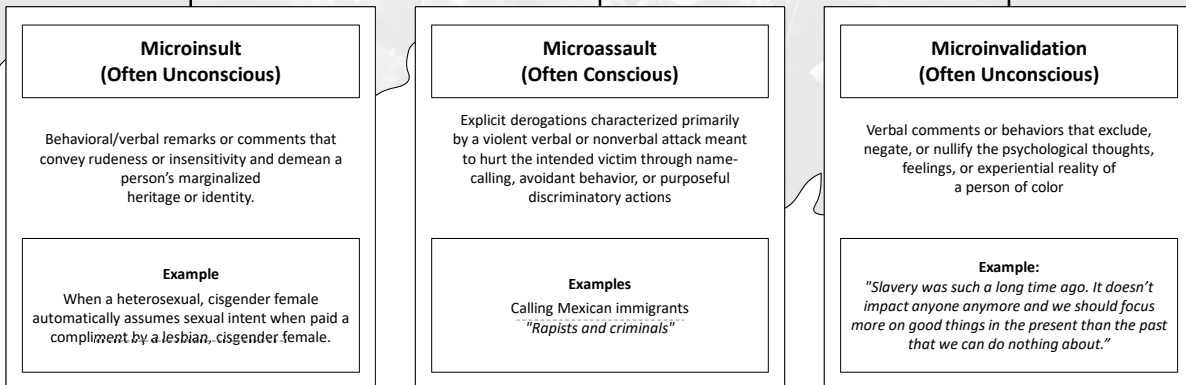 Microinsult
(Often Unconscious)
Behavioral/verbal remarks or comments that
convey rudeness or insensitivity and demean a
person’s marginalized
heritage or identity.
Example
When a heterosexual, cisgender female
automatically assumes sexual intent when paid a
compliment by a lesbian, cisgender female.
Microassault
(Often Conscious)
Explicit derogations characterized primarily
by a violent verbal or nonverbal attack meant
to hurt the intended victim through name-
calling, avoidant behavior, or purposeful
discriminatory actions
Examples
Calling Mexican immigrants
"Rapists and criminals"
Microinvalidation
(Often Unconscious)
Verbal comments or behaviors that exclude,
negate, or nullify the psychological thoughts,
feelings, or experiential reality of
a person of color
Example:
"Slavery was such a long time ago. It doesn’t
impact anyone anymore and we should focus
more on good things in the present than the past
that we can do nothing about.”